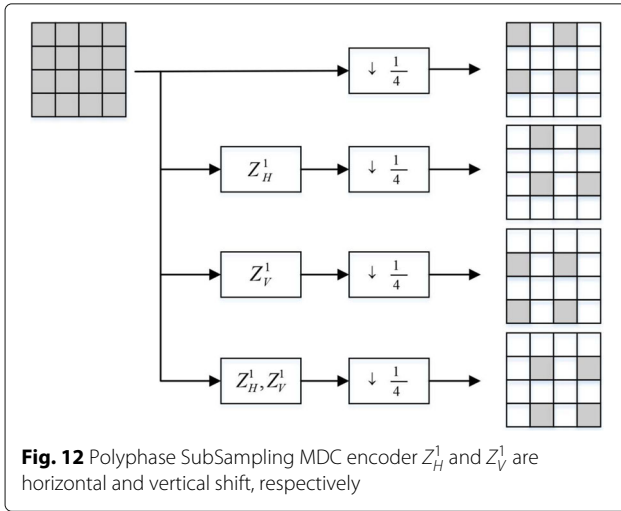 ↓ 1/4
Z_H^1 ↓ 1/4
Z_V^1 ↓ 1/4
Z_H^1, Z_V^1 ↓ 1/4
Fig. 12 Polyphase SubSampling MDC encoder Z_H^1 and Z_V^1 are
horizontal and vertical shift, respectively